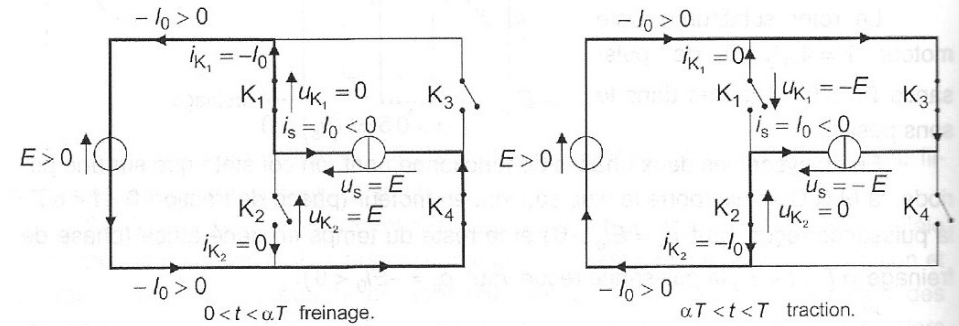 – I₀ > 0
i_K₁ = –I₀
K₁
u_K₁ = 0
K₃
i_s = I₀ < 0
E > 0
u_s = E
K₂
u_K₂ = E
K₄
i_K₂ = 0
– I₀ > 0
0 < t < αT freinage.
– I₀ > 0
i_K₁ = 0
K₁
u_K₁ = –E
K₃
i_s = I₀ < 0
E > 0
u_s = –E
K₂
u_K₂ = 0
K₄
i_K₂ = –I₀
– I₀ > 0
αT < t < T traction.